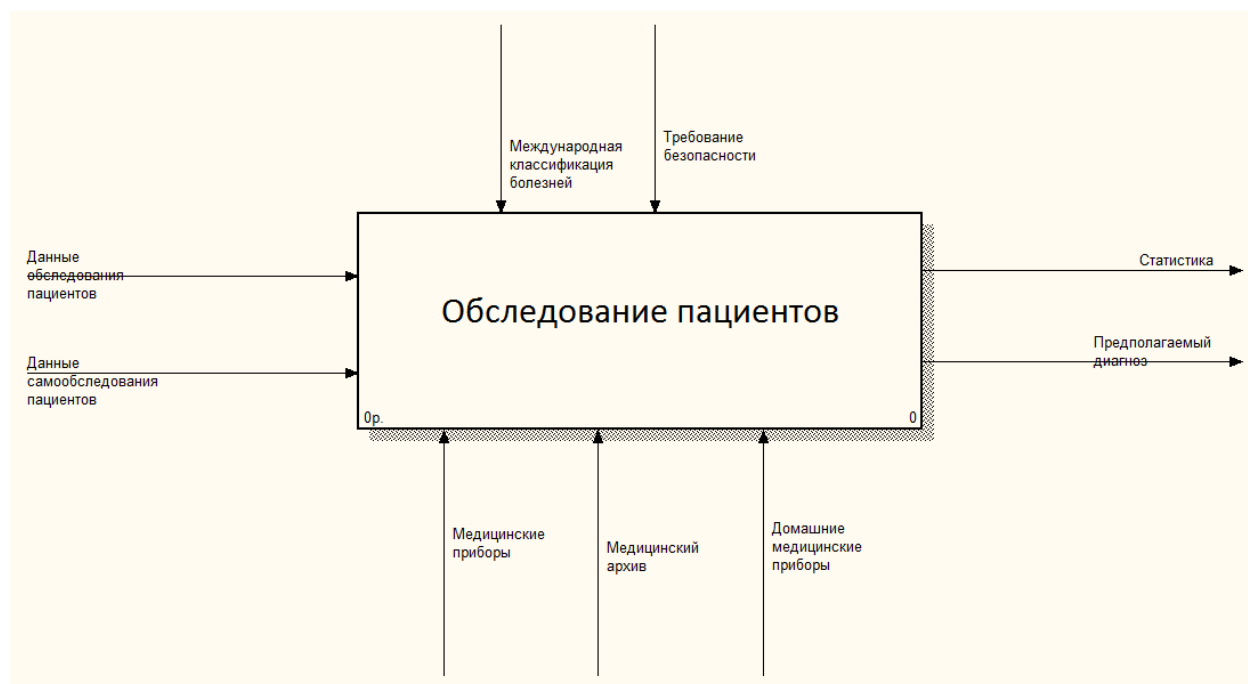 Международная
классификация
болезней
Требование
безопасности
Данные
обследования
пациентов
Данные
самообследования
пациентов
Обследование пациентов
0р.
0
Статистика
Предполагаемый
диагноз
Медицинские
приборы
Медицинский
архив
Домашние
медицинские
приборы